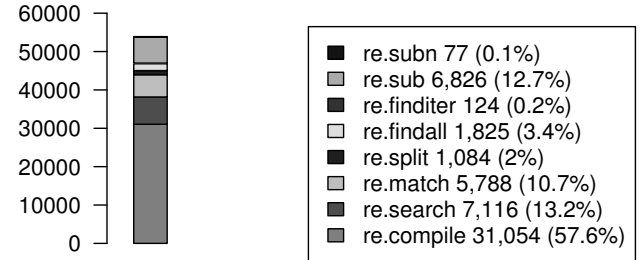 60000
50000
40000
30000
20000
10000
0
re.subn 77 (0.1%)
re.sub 6,826 (12.7%)
re.finditer 124 (0.2%)
re.findall 1,825 (3.4%)
re.split 1,084 (2%)
re.match 5,788 (10.7%)
re.search 7,116 (13.2%)
re.compile 31,054 (57.6%)